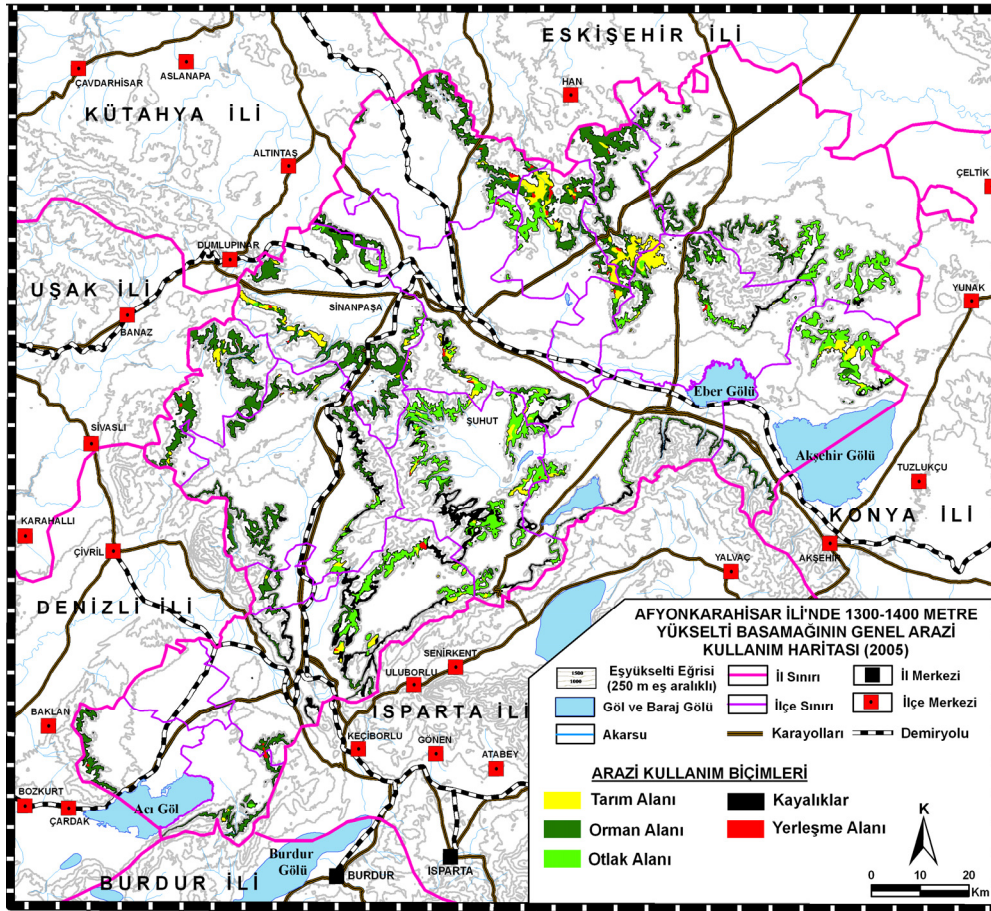 ESKİŞEHİR İLİ
HAN
ÇAVDARHİSAR
ASLANAPA
KÜTAHYA İLİ
ALTINTAŞ
ÇELTİK
DUMLUPINAR
UŞAK İLİ
SİNANPAŞA
BANAZ
YUNAK
Eber Gölü
ŞUHUT
SİVASLI
Akşehir Gölü
TUZLUKÇU
KONYA İLİ
KARAHALLI
ÇİVRİL
AKŞEHİR
YALVAÇ
DENİZLİ İLİ
SENİRKENT
ULUBORLU
ISPARTA İLİ
BAKLAN
KEÇİBORLU
GÖNEN
ATABEY
BOZKURT
ÇARDAK
Acı Göl
Burdur
Gölü
BURDUR
ISPARTA
BURDUR İLİ
AFYONKARAHİSAR İLİ'NDE 1300-1400 METRE
YÜKSELTİ BASAMAĞININ GENEL ARAZİ
KULLANIM HARİTASI (2005)
1500
1000
Eşyükselti Eğrisi
(250 m eş aralıklı)
İl Sınırı
İl Merkezi
Göl ve Baraj Gölü
İlçe Sınırı
İlçe Merkezi
Akarsu
Karayolları
Demiryolu
ARAZİ KULLANIM BİÇİMLERİ
Tarım Alanı
Kayalıklar
Orman Alanı
Yerleşme Alanı
Otlak Alanı
K
0 10 20
Km